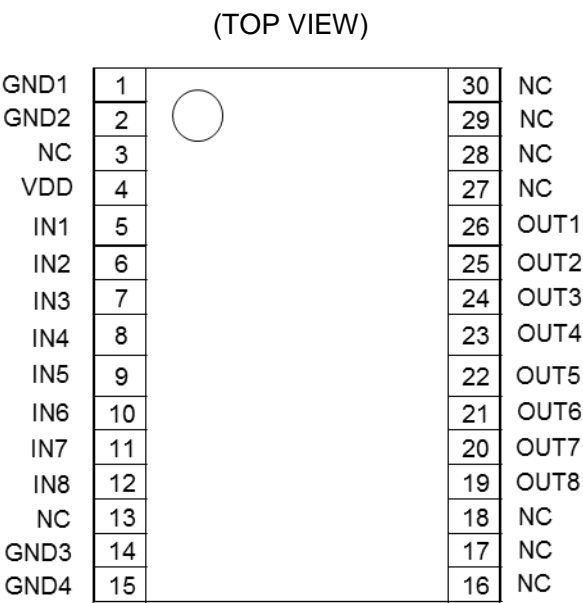 (TOP VIEW)
GND1 1 30 NC
GND2 2 29 NC
NC 3 28 NC
VDD 4 27 NC
IN1 5 26 OUT1
IN2 6 25 OUT2
IN3 7 24 OUT3
IN4 8 23 OUT4
IN5 9 22 OUT5
IN6 10 21 OUT6
IN7 11 20 OUT7
IN8 12 19 OUT8
NC 13 18 NC
GND3 14 17 NC
GND4 15 16 NC